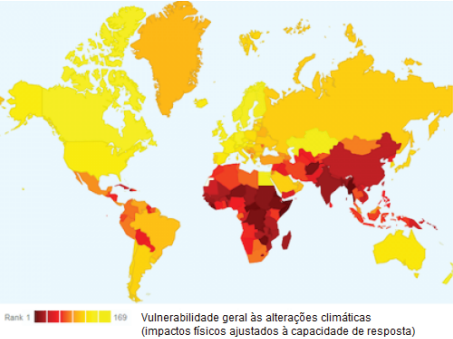 Rank 1 169 Vulnerabilidade geral às alterações climáticas
(impactos físicos ajustados à capacidade de resposta)